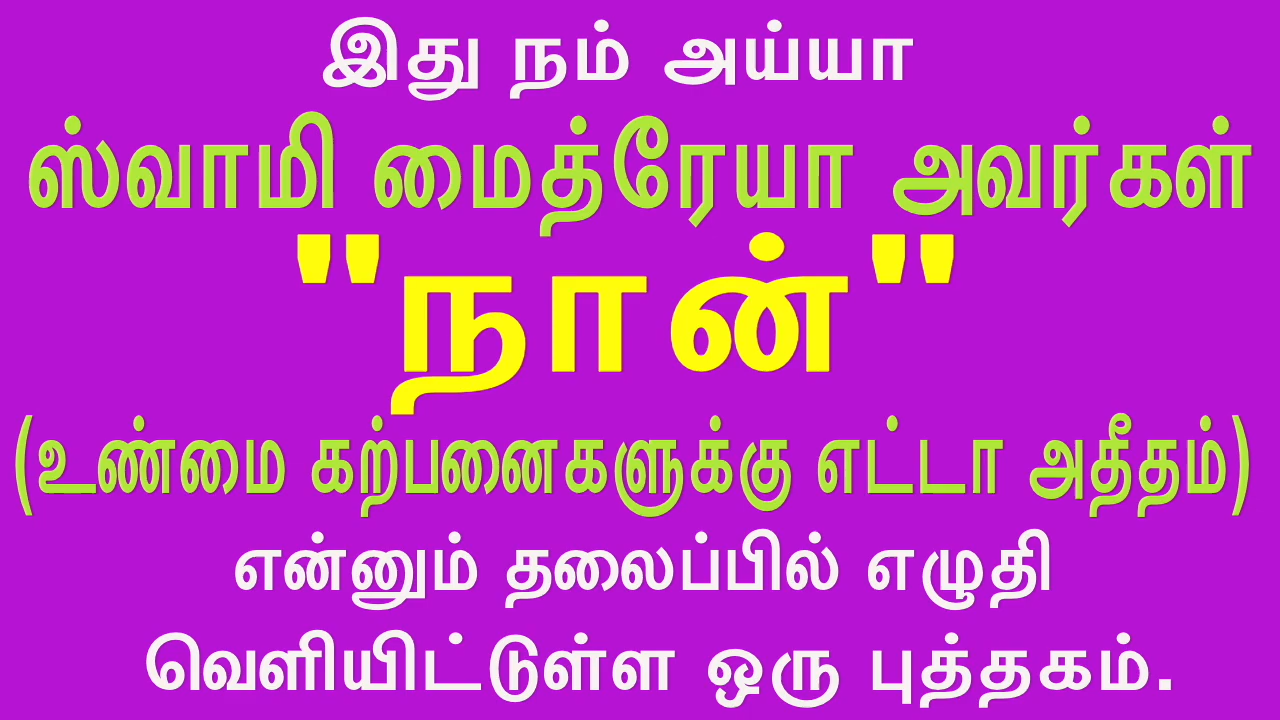 இது நம் அய்யா
ஸ்வாமி மைத்ரேயா அவர்கள்
"நான்"
(உண்மை கற்பனைகளுக்கு எட்டா அதீதம்)
என்னும் தலைப்பில் எழுதி
வெளியிட்டுள்ள ஒரு புத்தகம்.